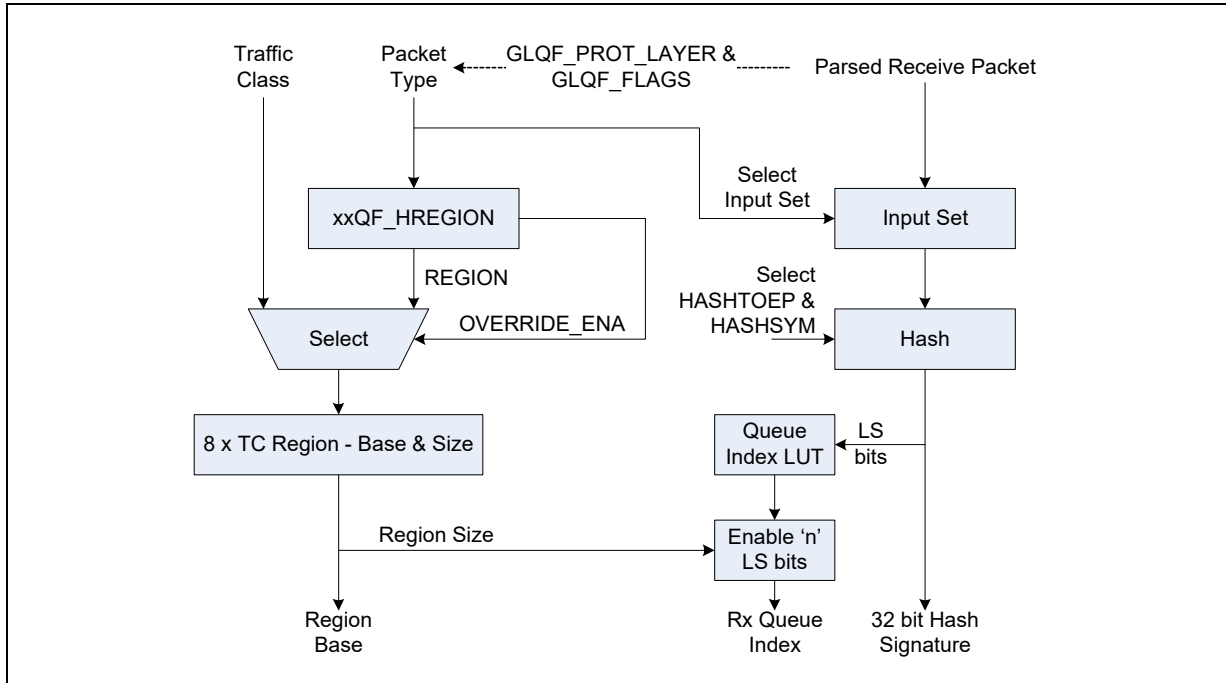 Traffic
Class
Packet
Type
GLQF_PROT_LAYER &
GLQF_FLAGS
Parsed Receive Packet
Select
Input Set
xxQF_HREGION
Input Set
REGION
Select
HASHTOEP &
HASHSYM
OVERRIDE_ENA
Select
Hash
8 x TC Region - Base & Size
Queue
Index LUT
LS
bits
Region Size
Enable ‘n’
LS bits
Region
Base
Rx Queue
Index
32 bit Hash
Signature